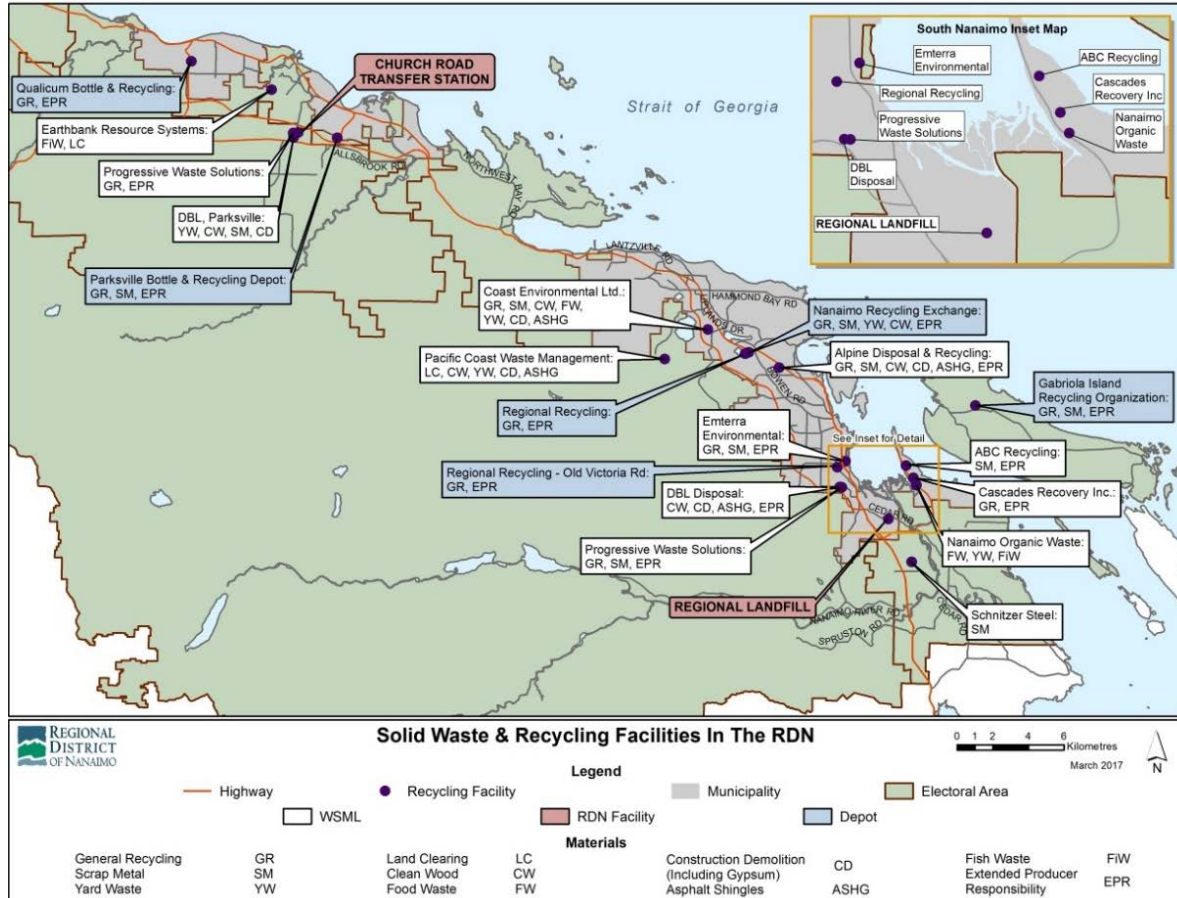 CHURCH ROAD
TRANSFER STATION
Qualicum Bottle & Recycling:
GR, EPR
Earthbank Resource Systems:
FiW, LC
Progressive Waste Solutions:
GR, EPR
DBL, Parksville:
YW, CW, SM, CD
Parksville Bottle & Recycling Depot:
GR, SM, EPR
ALLSBROOK RD
NORTHWEST BAY RD
Strait of Georgia
South Nanaimo Inset Map
Emterra
Environmental
Regional Recycling
Progressive
Waste Solutions
DBL
Disposal
REGIONAL LANDFILL
ABC Recycling
Cascades
Recovery Inc
Nanaimo
Organic
Waste
LANTZVILLE RD
HAMMOND BAY RD
Coast Environmental Ltd.:
GR, SM, CW, FW,
YW, CD, ASHG
Nanaimo Recycling Exchange:
GR, SM, YW, CW, EPR
Pacific Coast Waste Management:
LC, CW, YW, CD, ASHG
Alpine Disposal & Recycling:
GR, SM, CW, CD, ASHG, EPR
BOWEN RD
Regional Recycling:
GR, EPR
Gabriola Island
Recycling Organization:
GR, SM, EPR
Emterra
Environmental:
GR, SM, EPR
See Inset for Detail
Regional Recycling - Old Victoria Rd:
GR, EPR
ABC Recycling:
SM, EPR
DBL Disposal:
CW, CD, ASHG, EPR
Cascades Recovery Inc.:
GR, EPR
CEDAR RD
Progressive Waste Solutions:
GR, SM, EPR
Nanaimo Organic Waste:
FW, YW, FiW
REGIONAL LANDFILL
NANAIMO RIVER RD
SPRUSTON RD
CEDAR RD
Schnitzer Steel:
SM
REGIONAL
DISTRICT
OF NANAIMO
Solid Waste & Recycling Facilities In The RDN
0 1 2 4 6
Kilometres
March 2017
N
Legend
Highway Recycling Facility Municipality Electoral Area
WSML RDN Facility Depot
Materials
General Recycling GR
Scrap Metal SM
Yard Waste YW
Land Clearing LC
Clean Wood CW
Food Waste FW
Construction Demolition
(Including Gypsum) CD
Asphalt Shingles ASHG
Fish Waste FiW
Extended Producer
Responsibility EPR